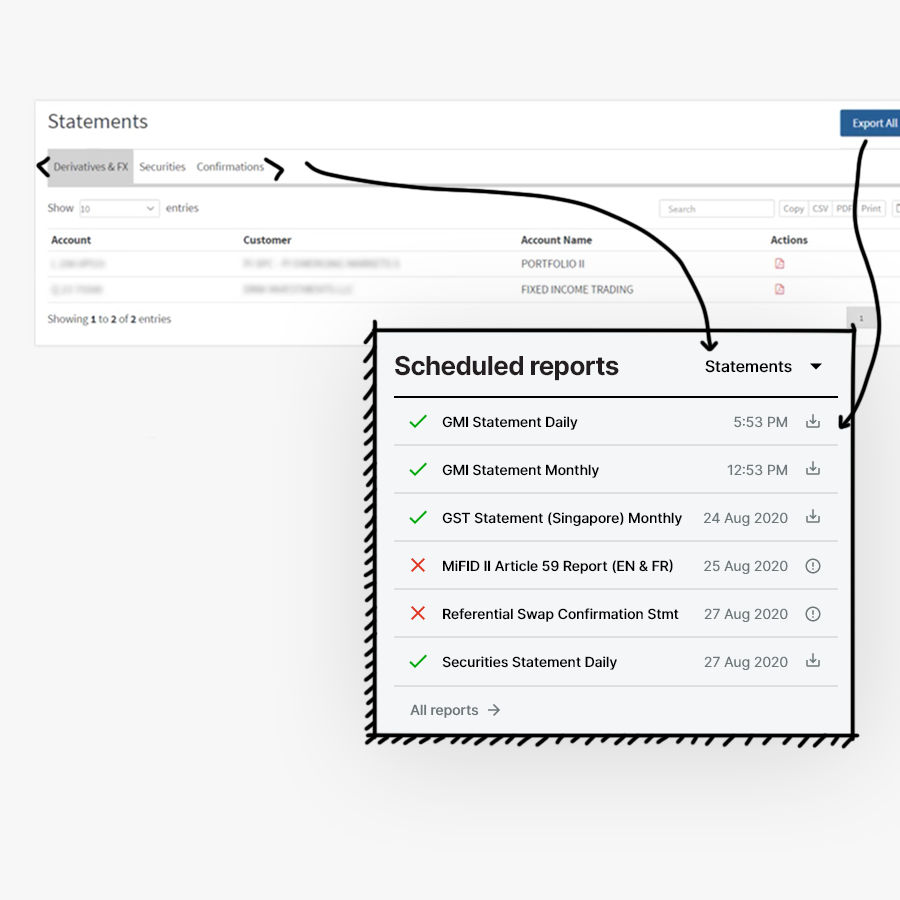 Statements
Export All
Derivatives & FX Securities Confirmations
Show 10 entries Search Copy CSV PDF Print
Account Customer Account Name Actions
PORTFOLIO II
FIXED INCOME TRADING
Showing 1 to 2 of 2 entries 1
Scheduled reports Statements
GMI Statement Daily 5:53 PM
GMI Statement Monthly 12:53 PM
GST Statement (Singapore) Monthly 24 Aug 2020
MiFID II Article 59 Report (EN & FR) 25 Aug 2020
Referential Swap Confirmation Stmt 27 Aug 2020
Securities Statement Daily 27 Aug 2020
All reports